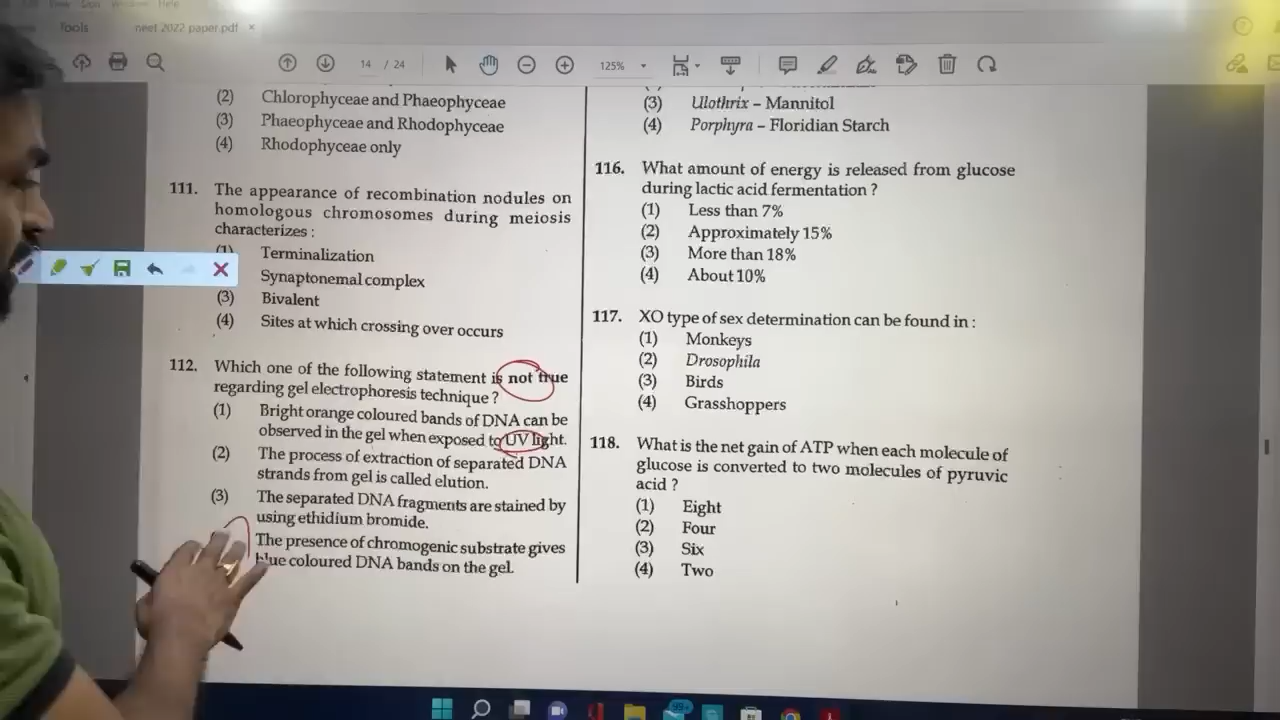 Tools
neet 2022 paper.pdf ×
14 / 24
125%
(2) Chlorophyceae and Phaeophyceae
(3) Phaeophyceae and Rhodophyceae
(4) Rhodophyceae only
111. The appearance of recombination nodules on
homologous chromosomes during meiosis
characterizes :
(1) Terminalization
Synaptonemal complex
(3) Bivalent
(4) Sites at which crossing over occurs
112. Which one of the following statement is not true
regarding gel electrophoresis technique ?
(1) Bright orange coloured bands of DNA can be
observed in the gel when exposed to UV light.
(2) The process of extraction of separated DNA
strands from gel is called elution.
(3) The separated DNA fragments are stained by
using ethidium bromide.
The presence of chromogenic substrate gives
blue coloured DNA bands on the gel.
(3) Ulothrix – Mannitol
(4) Porphyra – Floridian Starch
116. What amount of energy is released from glucose
during lactic acid fermentation ?
(1) Less than 7%
(2) Approximately 15%
(3) More than 18%
(4) About 10%
117. XO type of sex determination can be found in :
(1) Monkeys
(2) Drosophila
(3) Birds
(4) Grasshoppers
118. What is the net gain of ATP when each molecule of
glucose is converted to two molecules of pyruvic
acid ?
(1) Eight
(2) Four
(3) Six
(4) Two
99+